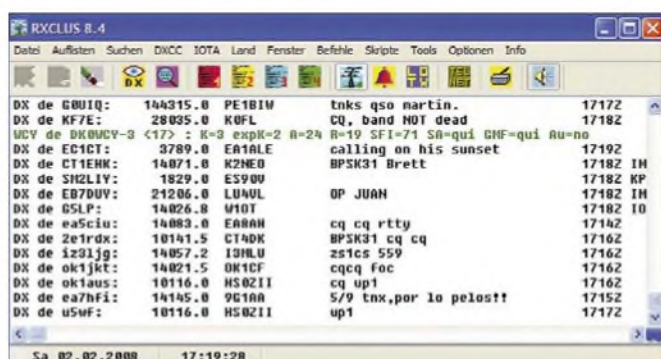 RXCLUS 8.4
Datei Auflisten Suchen DXCC IOTA Land Fenster Befehle Skripte Tools Optionen Info
DX de G0UIQ: 144315.0 PE1BIW tnks qso martin. 1717Z
DX de KF7E: 28035.0 K0FL CQ, band NOT dead 1718Z
WCY de DK0WCY-3 <17> : K=3 expK=2 A=24 R=19 SFI=71 SA=qui GMF=qui Au=no
DX de EC1CT: 3789.0 EA1ALE calling on his sunset 1719Z
DX de CT1EHK: 14071.0 K2NEO BPSK31 Brett 1718Z IM
DX de SM2LIY: 1829.0 ES90V 1718Z KP
DX de EB7DUY: 21206.0 LU4VL OP JUAN 1718Z IM
DX de G5LP: 14026.8 W1OT 1718Z IO
DX de ea5ciu: 14083.0 EA8AH cq cq rtty 1714Z
DX de 2e1rdx: 10141.5 CT4DK BPSK31 cq cq 1716Z
DX de iz3ljg: 14057.2 I3MLU zs1cs 559 1716Z
DX de ok1jkt: 14021.5 OK1CF cqcq foc 1716Z
DX de ok1aus: 10116.0 HS0ZII cq up1 1716Z
DX de ea7hfi: 14145.0 9G1AA 5/9 tnx,por lo pelos!! 1715Z
DX de u5wf: 10116.0 HS0ZII up1 1717Z
Sa 02.02.2008 17:19:28